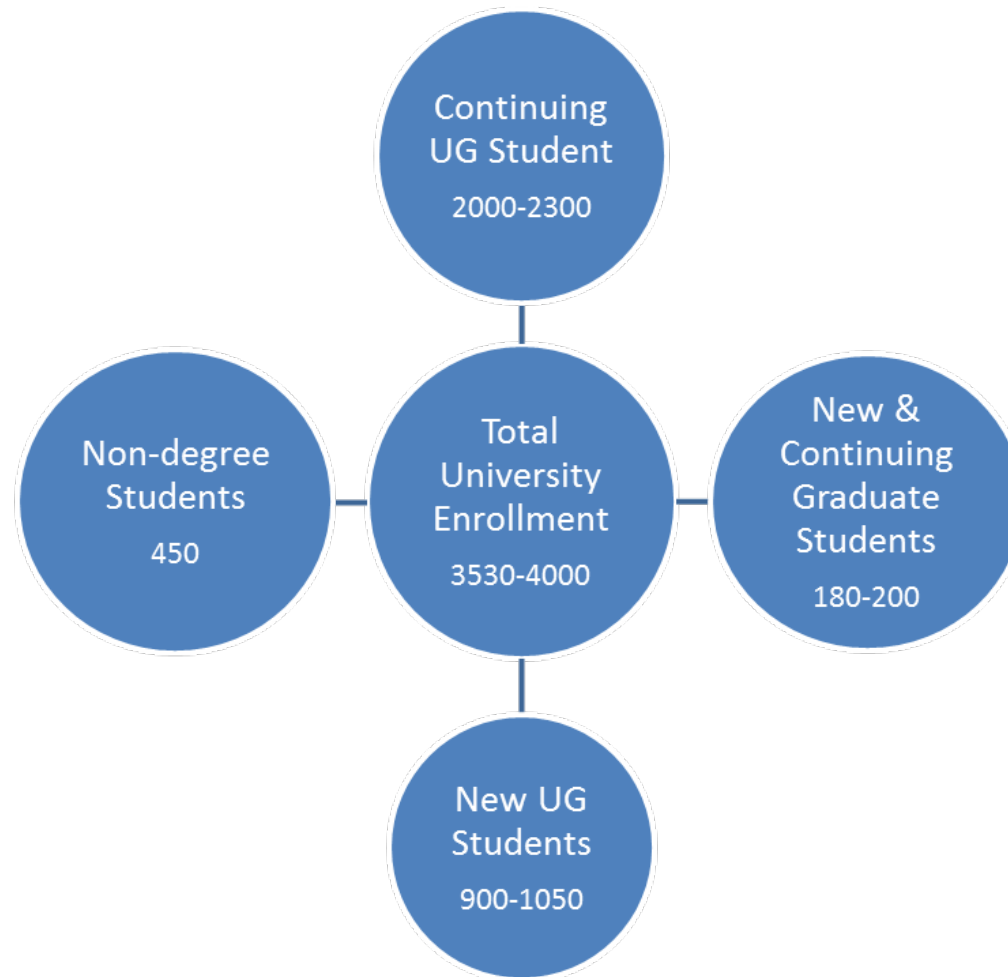 Continuing
UG Student
2000-2300
Non-degree
Students
450
Total
University
Enrollment
3530-4000
New &
Continuing
Graduate
Students
180-200
New UG
Students
900-1050